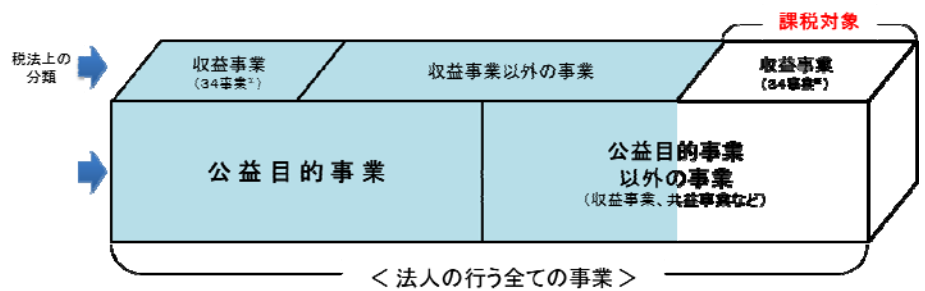 課税対象
税法上の
分類
収益事業
(34事業※)
収益事業以外の事業
収益事業
(34事業※)
公益目的事業
公益目的事業
以外の事業
(収益事業、共益事業など)
<法人の行う全ての事業>